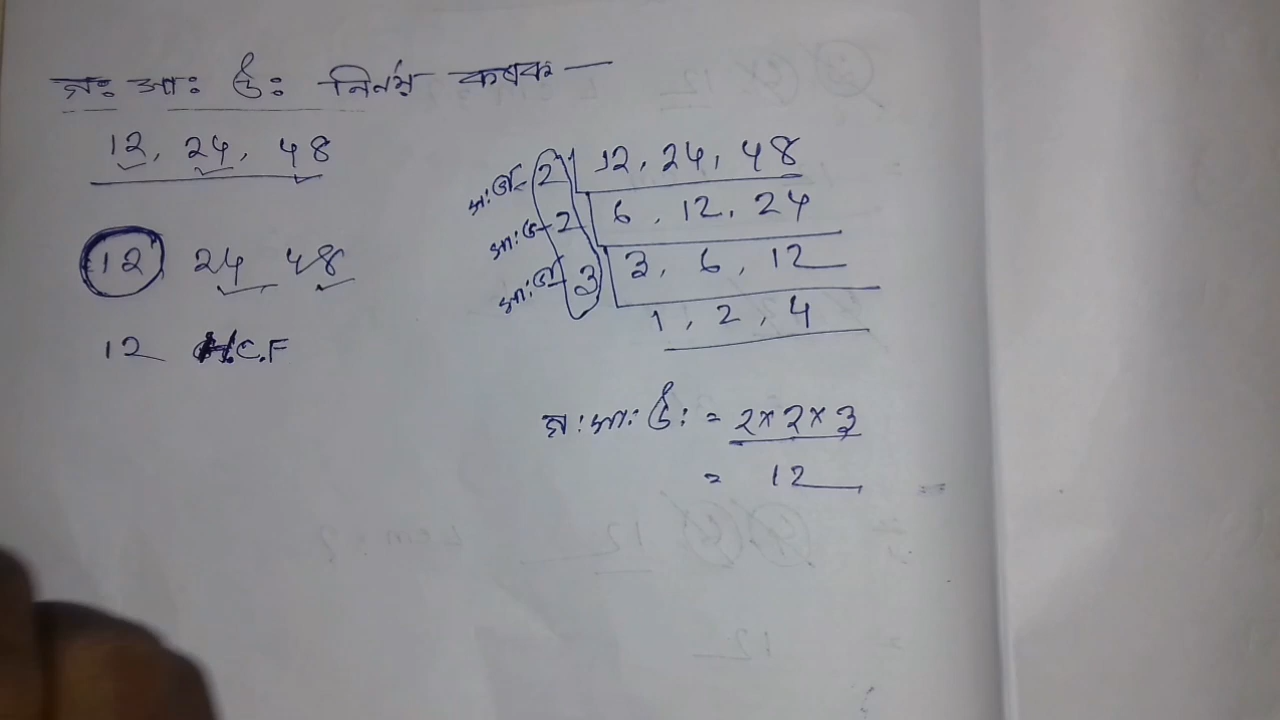 গঃ সাঃ উঃ নিৰ্ণয় কৰক —
12, 24, 48
12 24 48
12 H.C.F
2 12, 24, 48
2 6, 12, 24
3 3, 6, 12
1, 2, 4
গঃসাঃউঃ = 2×2×3
= 12